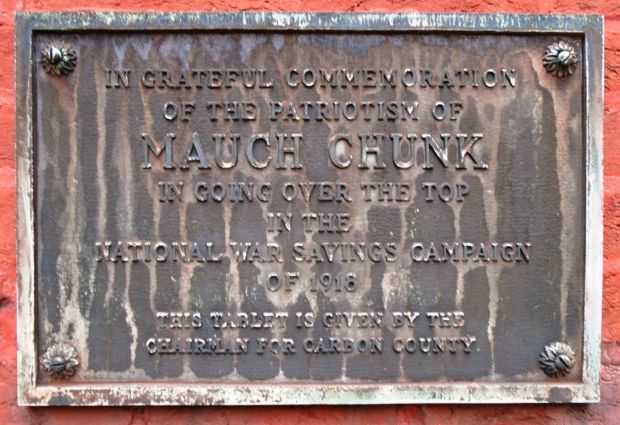 IN GRATEFUL COMMEMORATION
OF THE PATRIOTISM OF
MAUCH CHUNK
IN GOING OVER THE TOP
IN THE
NATIONAL WAR SAVINGS CAMPAIGN
OF 1918
THIS TABLET IS GIVEN BY THE
CHAIRMAN FOR CARBON COUNTY